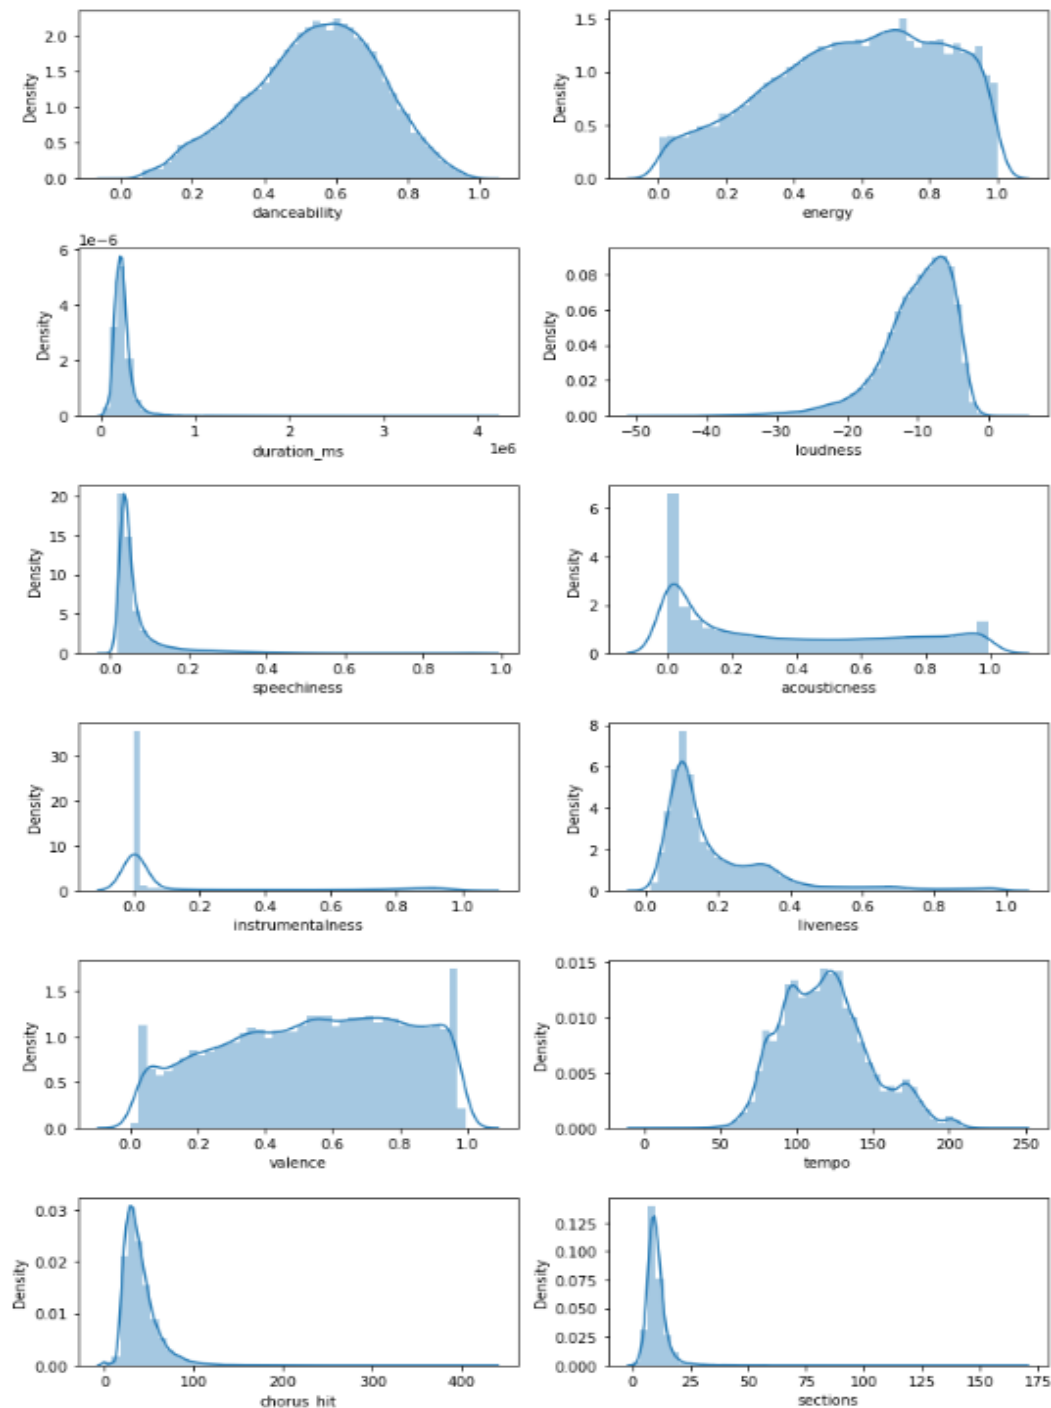 2.0
1.5
1.0
0.5
0.0
Density
0.0 0.2 0.4 0.6 0.8 1.0
danceability
1.5
1.0
0.5
0.0
Density
0.0 0.2 0.4 0.6 0.8 1.0
energy
1e−6
6
4
2
0
Density
0 1 2 3 4
1e6
duration_ms
0.08
0.06
0.04
0.02
0.00
Density
−50 −40 −30 −20 −10 0
loudness
20
15
10
5
0
Density
0.0 0.2 0.4 0.6 0.8 1.0
speechiness
6
4
2
0
Density
0.0 0.2 0.4 0.6 0.8 1.0
acousticness
30
20
10
0
Density
0.0 0.2 0.4 0.6 0.8 1.0
instrumentalness
8
6
4
2
0
Density
0.0 0.2 0.4 0.6 0.8 1.0
liveness
1.5
1.0
0.5
0.0
Density
0.0 0.2 0.4 0.6 0.8 1.0
valence
0.015
0.010
0.005
0.000
Density
0 50 100 150 200 250
tempo
0.03
0.02
0.01
0.00
Density
0 100 200 300 400
chorus_hit
0.125
0.100
0.075
0.050
0.025
0.000
Density
0 25 50 75 100 125 150 175
sections